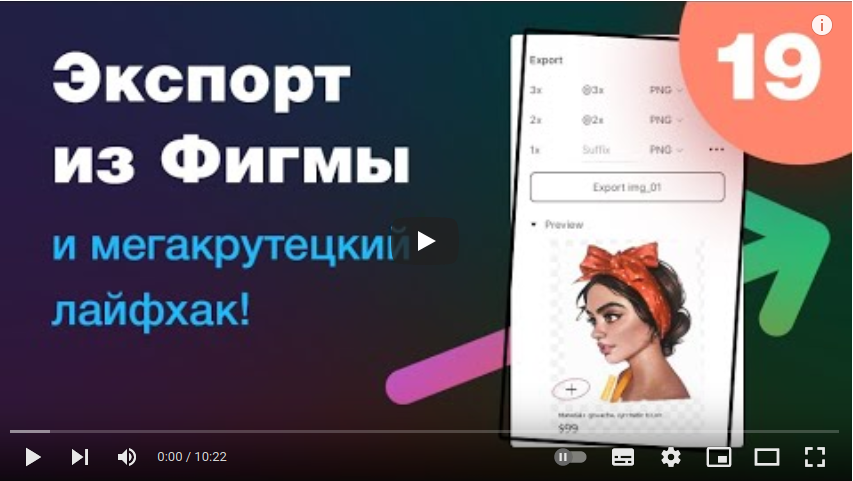 Экспорт
из Фигмы
и мегакрутецкий
лайфхак!
19
i
Export
3x @3x PNG
2x @2x PNG
1x Suffix PNG
Export img_01
Preview
$99
0:00 / 10:22